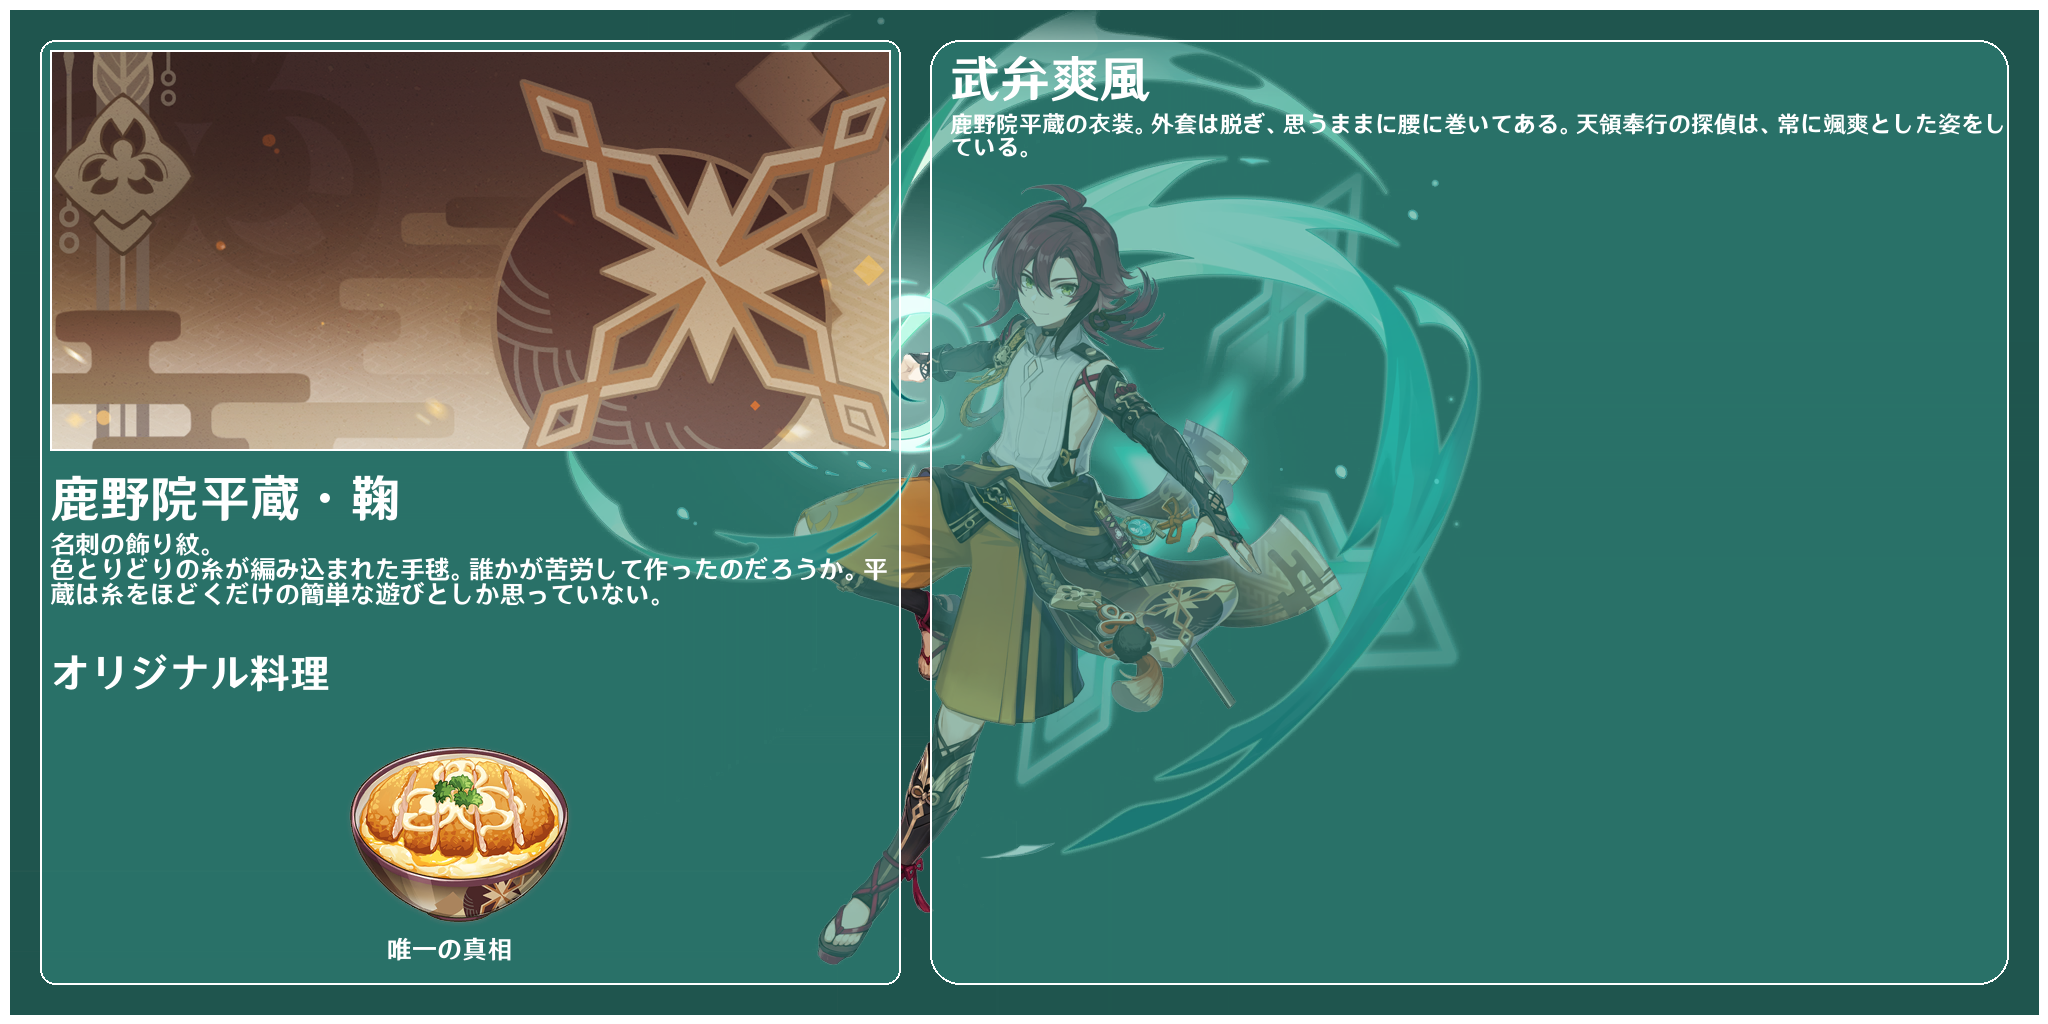 鹿野院平蔵・鞠
名刺の飾り紋。
色とりどりの糸が編み込まれた手毬。誰かが苦労して作ったのだろうか。平
蔵は糸をほどくだけの簡単な遊びとしか思っていない。
オリジナル料理
唯一の真相
武弁爽風
鹿野院平蔵の衣装。外套は脱ぎ、思うままに腰に巻いてある。天領奉行の探偵は、常に颯爽とした姿をし
ている。